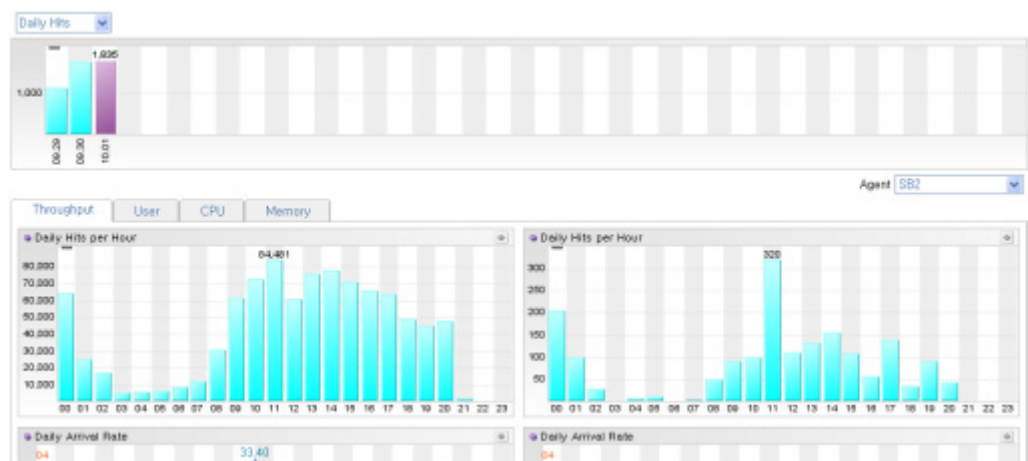 Daily Hits
1,835
1,000
09.29 09.30 10.01
Agent SB2
Throughput User CPU Memory
Daily Hits per Hour
84,481
80,000
70,000
60,000
50,000
40,000
30,000
20,000
10,000
00 01 02 03 04 05 06 07 08 09 10 11 12 13 14 15 16 17 18 19 20 21 22 23
Daily Hits per Hour
320
300
250
200
150
100
50
00 01 02 03 04 05 06 07 08 09 10 11 12 13 14 15 16 17 18 19 20 21 22 23
Daily Arrival Rate
04
33,40
Daily Arrival Rate
04